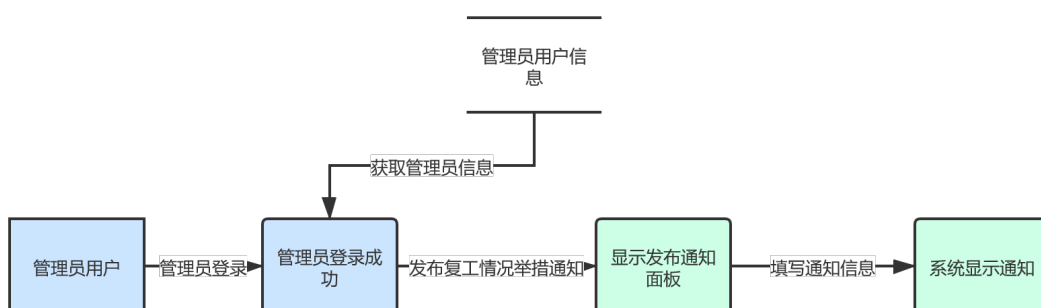 管理员用户信
息
获取管理员信息
管理员用户
管理员登录
管理员登录成
功
发布复工情况举措通知
显示发布通知
面板
填写通知信息
系统显示通知